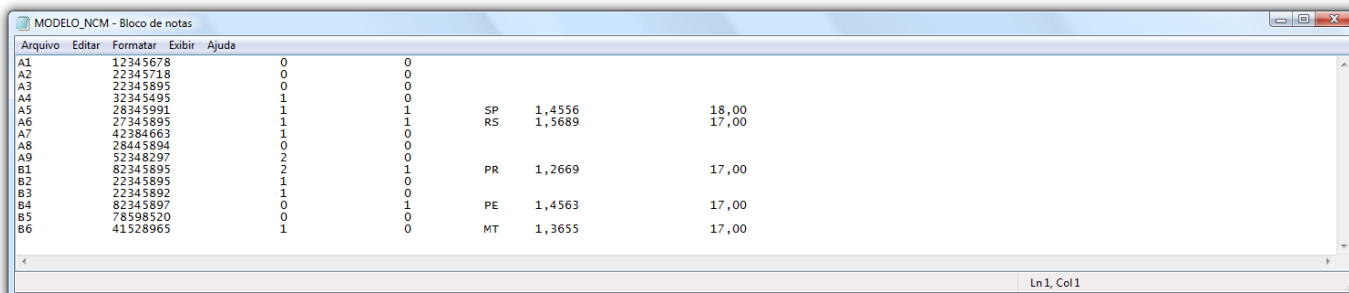 MODELO_NCM - Bloco de notas
Arquivo Editar Formatar Exibir Ajuda
A1 12345678 0 0
A2 22345718 0 0
A3 22345895 0 0
A4 32345495 1 0
A5 28345991 1 1 SP 1,4556 18,00
A6 27345895 1 1 RS 1,5689 17,00
A7 42384663 1 0
A8 28445894 0 0
A9 52348297 2 0
B1 82345895 2 1 PR 1,2669 17,00
B2 22345895 1 0
B3 22345892 1 0
B4 82345897 0 1 PE 1,4563 17,00
B5 78598520 0 0
B6 41528965 1 0 MT 1,3655 17,00
Ln 1, Col 1